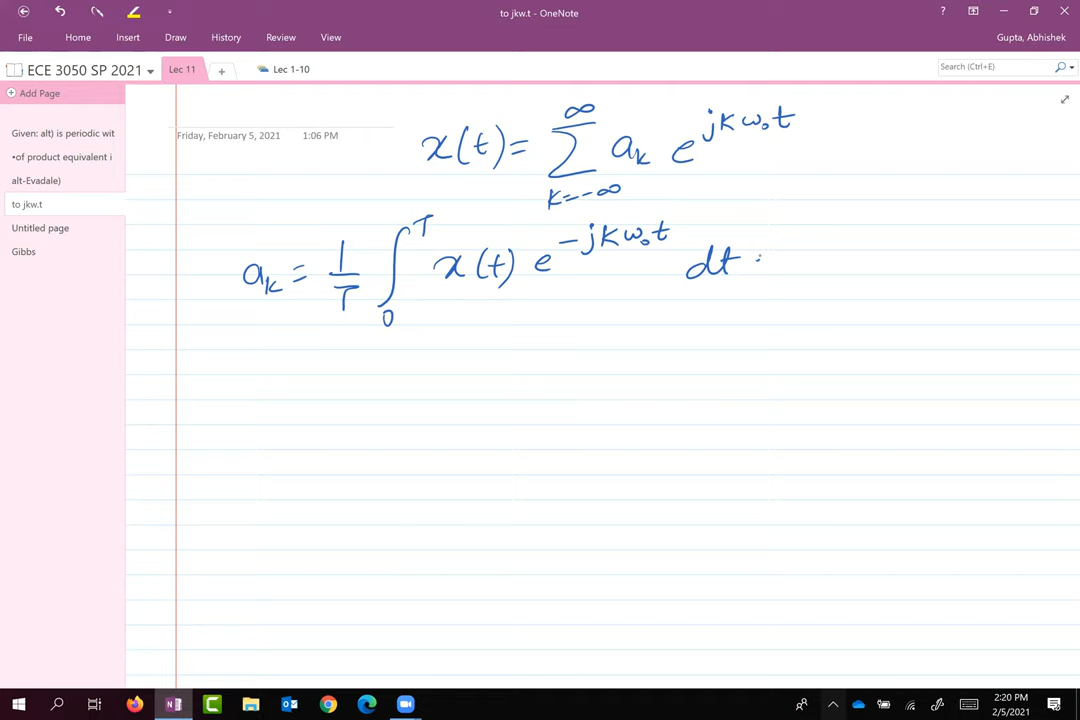 to jkw.t - OneNote
?
File Home Insert Draw History Review View
Gupta, Abhishek
ECE 3050 SP 2021
Lec 11
+
Lec 1-10
Search (Ctrl+E)
Add Page
Given: alt) is periodic wit
•of product equivalent i
alt-Evadale)
to jkw.t
Untitled page
Gibbs
Friday, February 5, 2021 1:06 PM
x(t) = ∑_{k=-∞}^{∞} a_k e^{jkω₀t}
a_k = 1/T ∫_0^T x(t) e^{-jkω₀t} dt
2:20 PM
2/5/2021